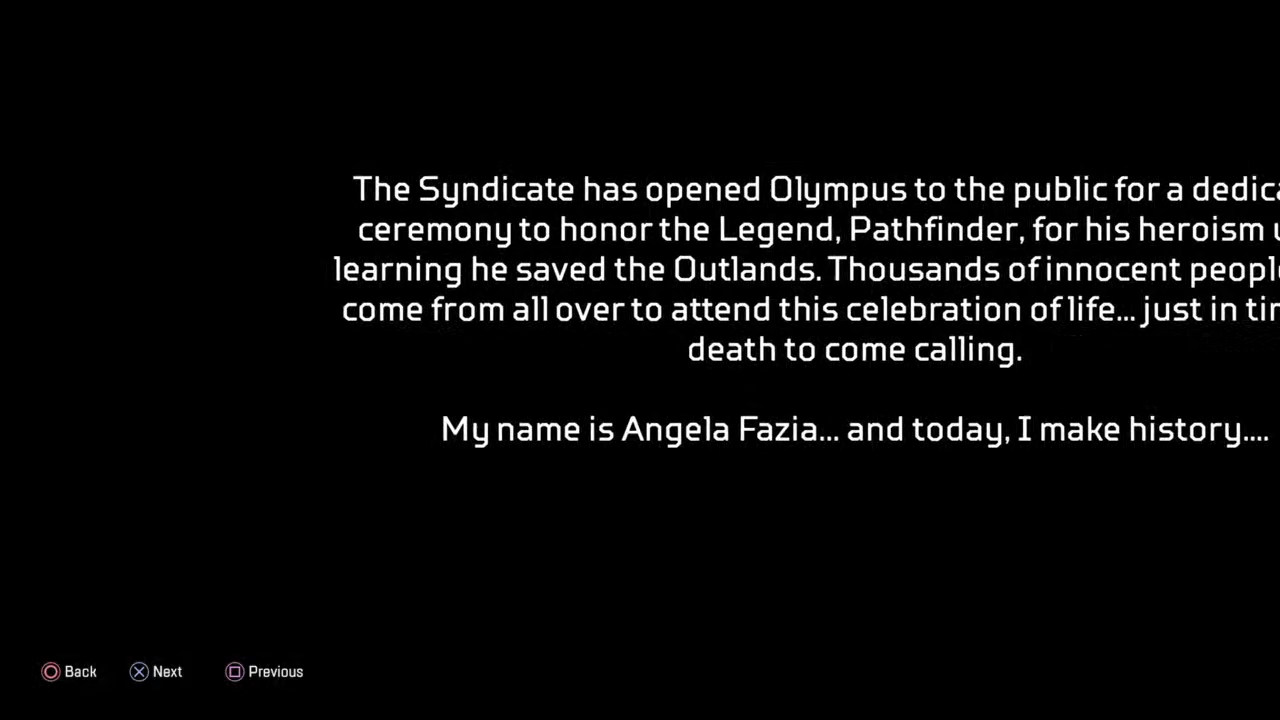 The Syndicate has opened Olympus to the public for a
ceremony to honor the Legend, Pathfinder, for his heroism
learning he saved the Outlands. Thousands of innocent
come from all over to attend this celebration of life... just in
death to come calling.
My name is Angela Fazia... and today, I make history....
Back Next Previous